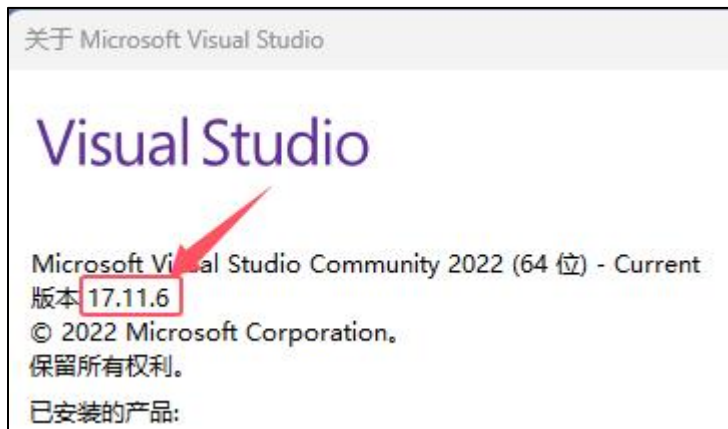 关于 Microsoft Visual Studio
Visual Studio
Microsoft Visual Studio Community 2022 (64 位) - Current
版本 17.11.6
© 2022 Microsoft Corporation。
保留所有权利。
已安装的产品: